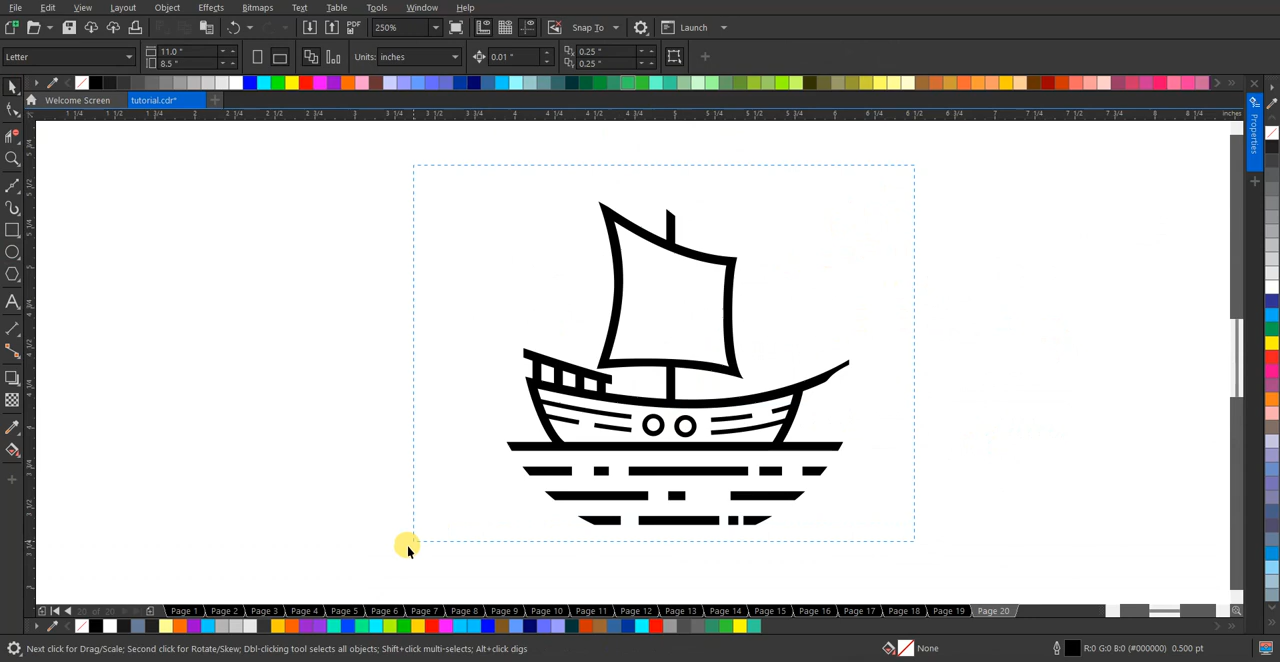 File Edit View Layout Object Effects Bitmaps Text Table Tools Window Help
PDF 250% Snap To Launch
Letter 11.0 " 8.5 " Units: inches 0.01 " 0.25 " 0.25 "
Welcome Screen tutorial.cdr*
inches
Properties
20 of 20 Page 1 Page 2 Page 3 Page 4 Page 5 Page 6 Page 7 Page 8 Page 9 Page 10 Page 11 Page 12 Page 13 Page 14 Page 15 Page 16 Page 17 Page 18 Page 19 Page 20
Next click for Drag/Scale; Second click for Rotate/Skew; Dbl-clicking tool selects all objects; Shift+click multi-selects; Alt+click digs None R:0 G:0 B:0 (#000000) 0.500 pt